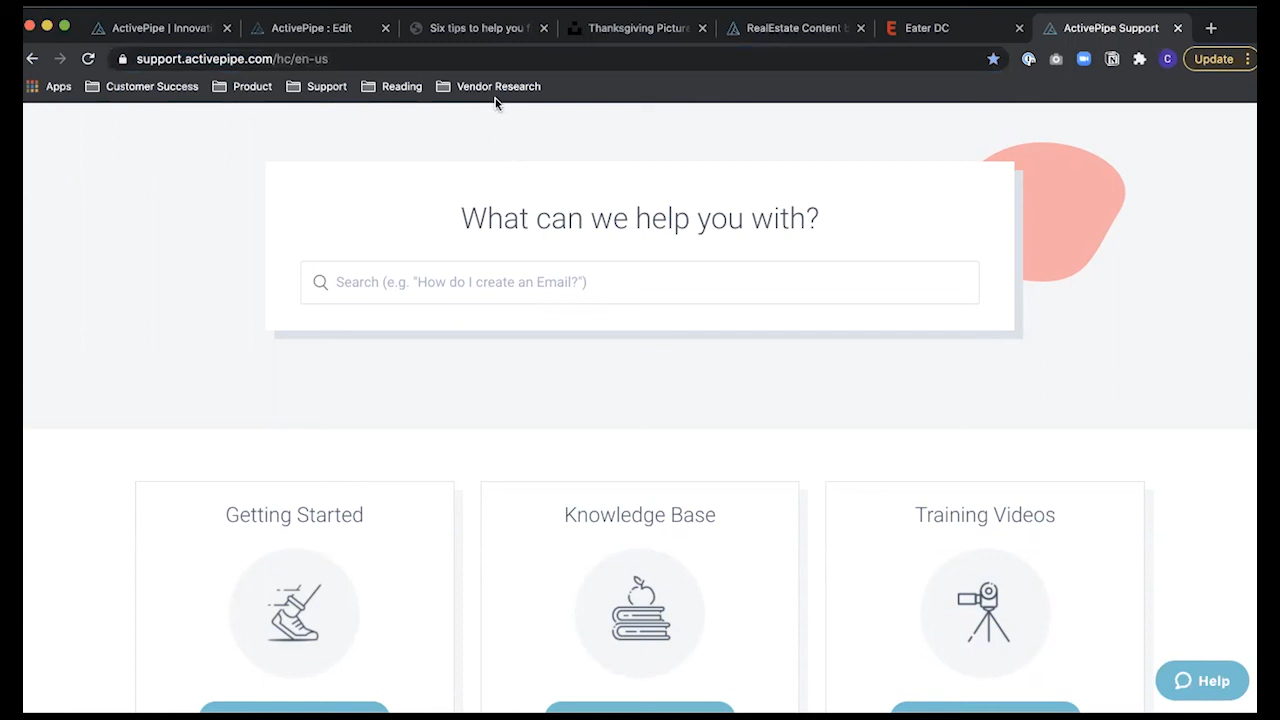 ActivePipe | Innovati
ActivePipe : Edit
Six tips to help you f
Thanksgiving Picture
RealEstate Content b
Eater DC
ActivePipe Support
support.activepipe.com/hc/en-us
C
Update
Apps
Customer Success
Product
Support
Reading
Vendor Research
What can we help you with?
Search (e.g. "How do I create an Email?")
Getting Started
Knowledge Base
Training Videos
Help